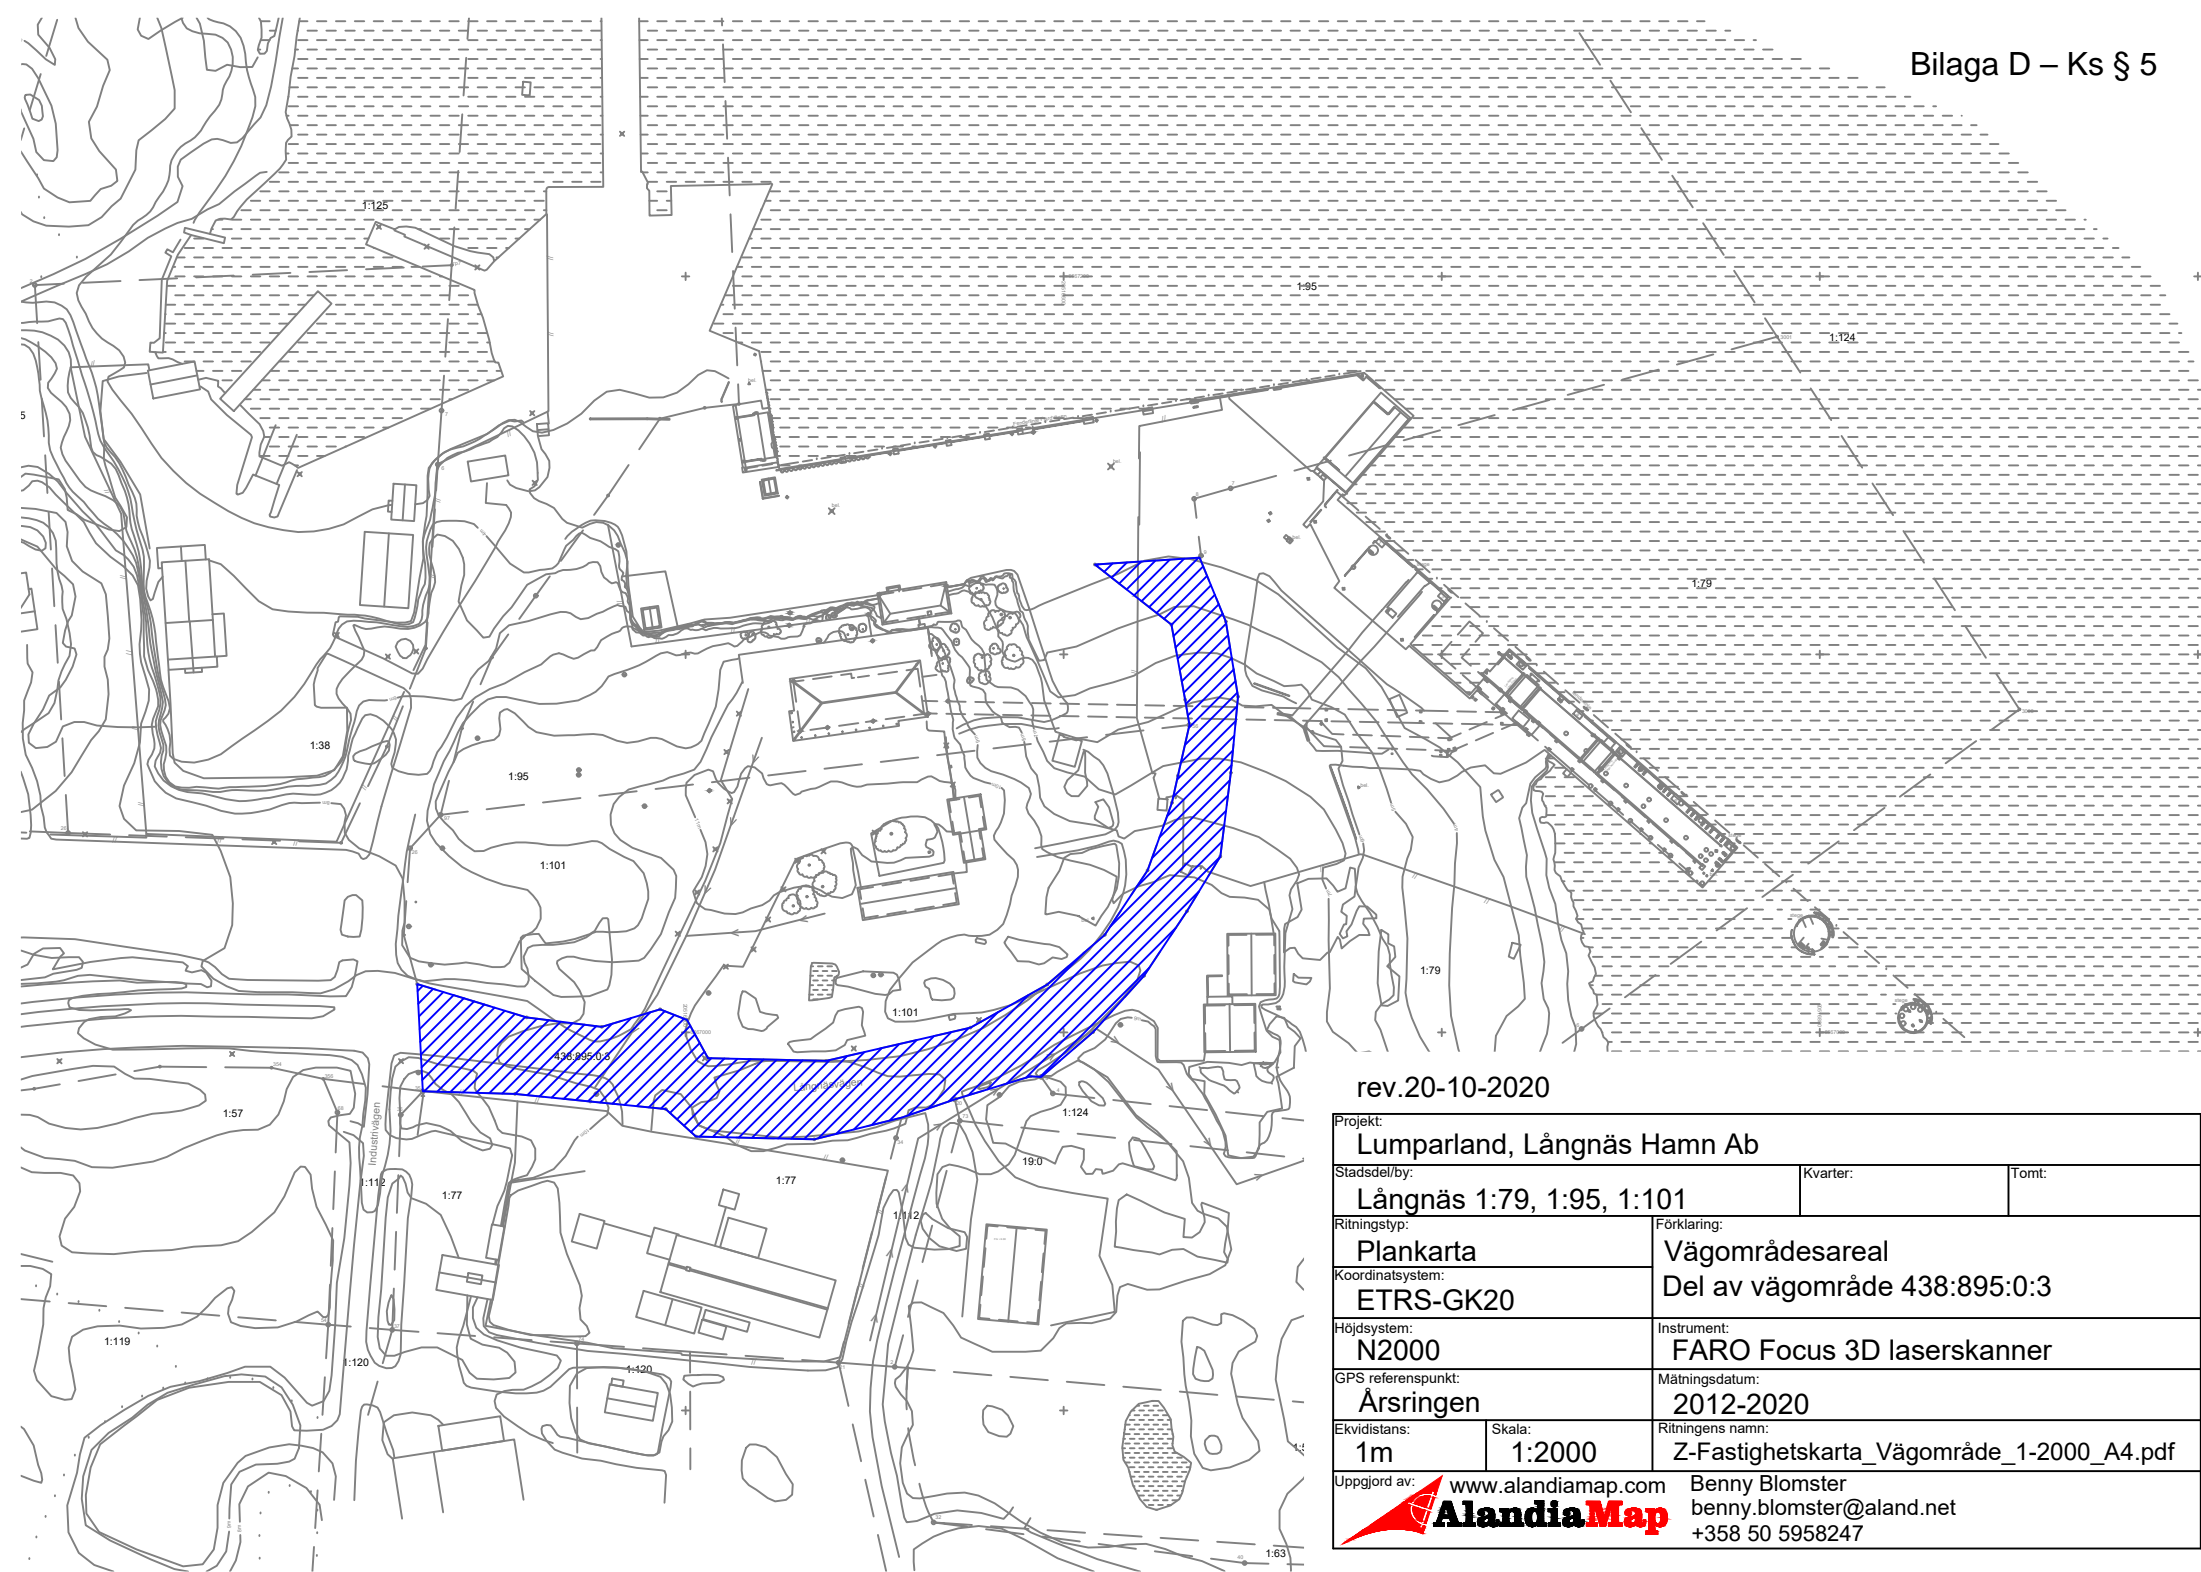 Bilaga D – Ks § 5
1:125
1:95
1:124
1:79
1:38
1:95
1:101
1:79
1:101
438:895:0:3
Långnäsvägen
1:57
Industrivägen
1:124
19:0
1:112
1:77
1:77
1:112
1:119
1:120
1:120
1:63
rev.20-10-2020
Projekt:
Lumparland, Långnäs Hamn Ab
Stadsdel/by:
Kvarter:
Tomt:
Långnäs 1:79, 1:95, 1:101
Ritningstyp:
Förklaring:
Plankarta
Vägområdesareal
Koordinatsystem:
Del av vägområde 438:895:0:3
ETRS-GK20
Höjdsystem:
Instrument:
N2000
FARO Focus 3D laserskanner
GPS referenspunkt:
Mätningsdatum:
Årsringen
2012-2020
Ekvidistans:
Skala:
Ritningens namn:
1m
1:2000
Z-Fastighetskarta_Vägområde_1-2000_A4.pdf
Uppgjord av:
www.alandiamap.com
Benny Blomster
AlandiaMap
benny.blomster@aland.net
+358 50 5958247